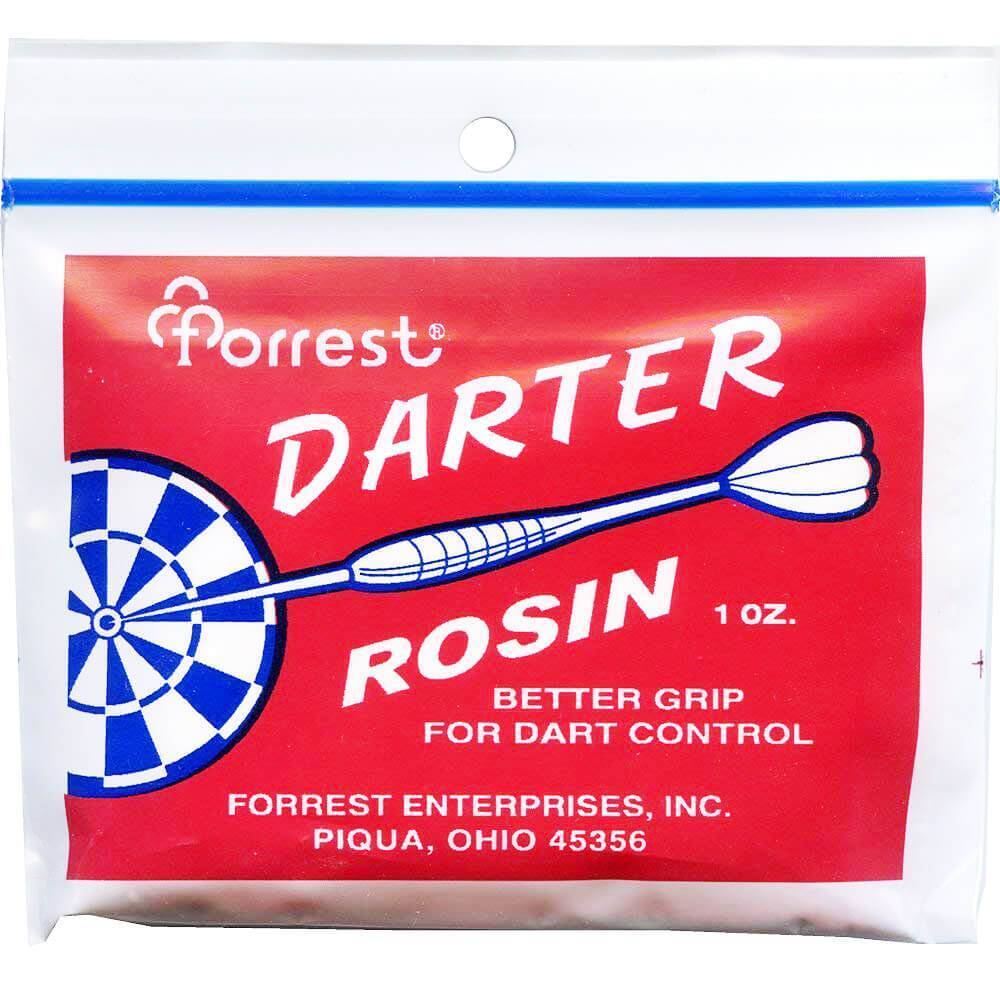 Forrest®
DARTER
ROSIN 1 OZ.
BETTER GRIP
FOR DART CONTROL
FORREST ENTERPRISES, INC.
PIQUA, OHIO 45356